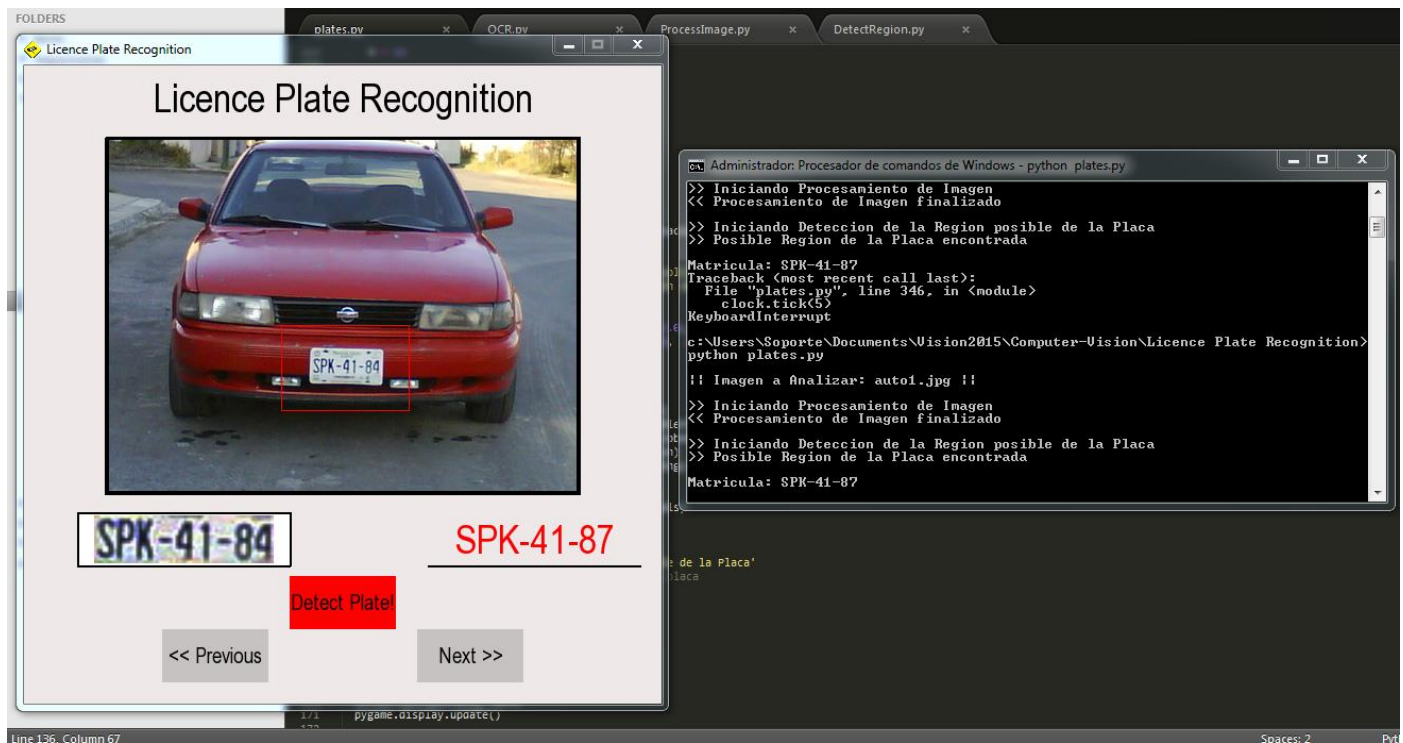 FOLDERS
plates.py × OCR.py × ProcessImage.py × DetectRegion.py ×
Licence Plate Recognition
Licence Plate Recognition
SPK-41-84
SPK-41-84
SPK-41-87
Detect Plate!
<< Previous
Next >>
Administrador: Procesador de comandos de Windows - python plates.py
>> Iniciando Procesamiento de Imagen
<< Procesamiento de Imagen finalizado
>> Iniciando Deteccion de la Region posible de la Placa
>> Posible Region de la Placa encontrada
Matricula: SPK-41-87
Traceback (most recent call last):
File "plates.py", line 346, in <module>
clock.tick(5)
KeyboardInterrupt
c:\Users\Soporte\Documents\Vision2015\Computer-Vision\Licence Plate Recognition>
python plates.py
|| Imagen a Analizar: auto1.jpg ||
>> Iniciando Procesamiento de Imagen
<< Procesamiento de Imagen finalizado
>> Iniciando Deteccion de la Region posible de la Placa
>> Posible Region de la Placa encontrada
Matricula: SPK-41-87
de la Placa'
171 pygame.display.update()
Line 136, Column 67
Spaces: 2